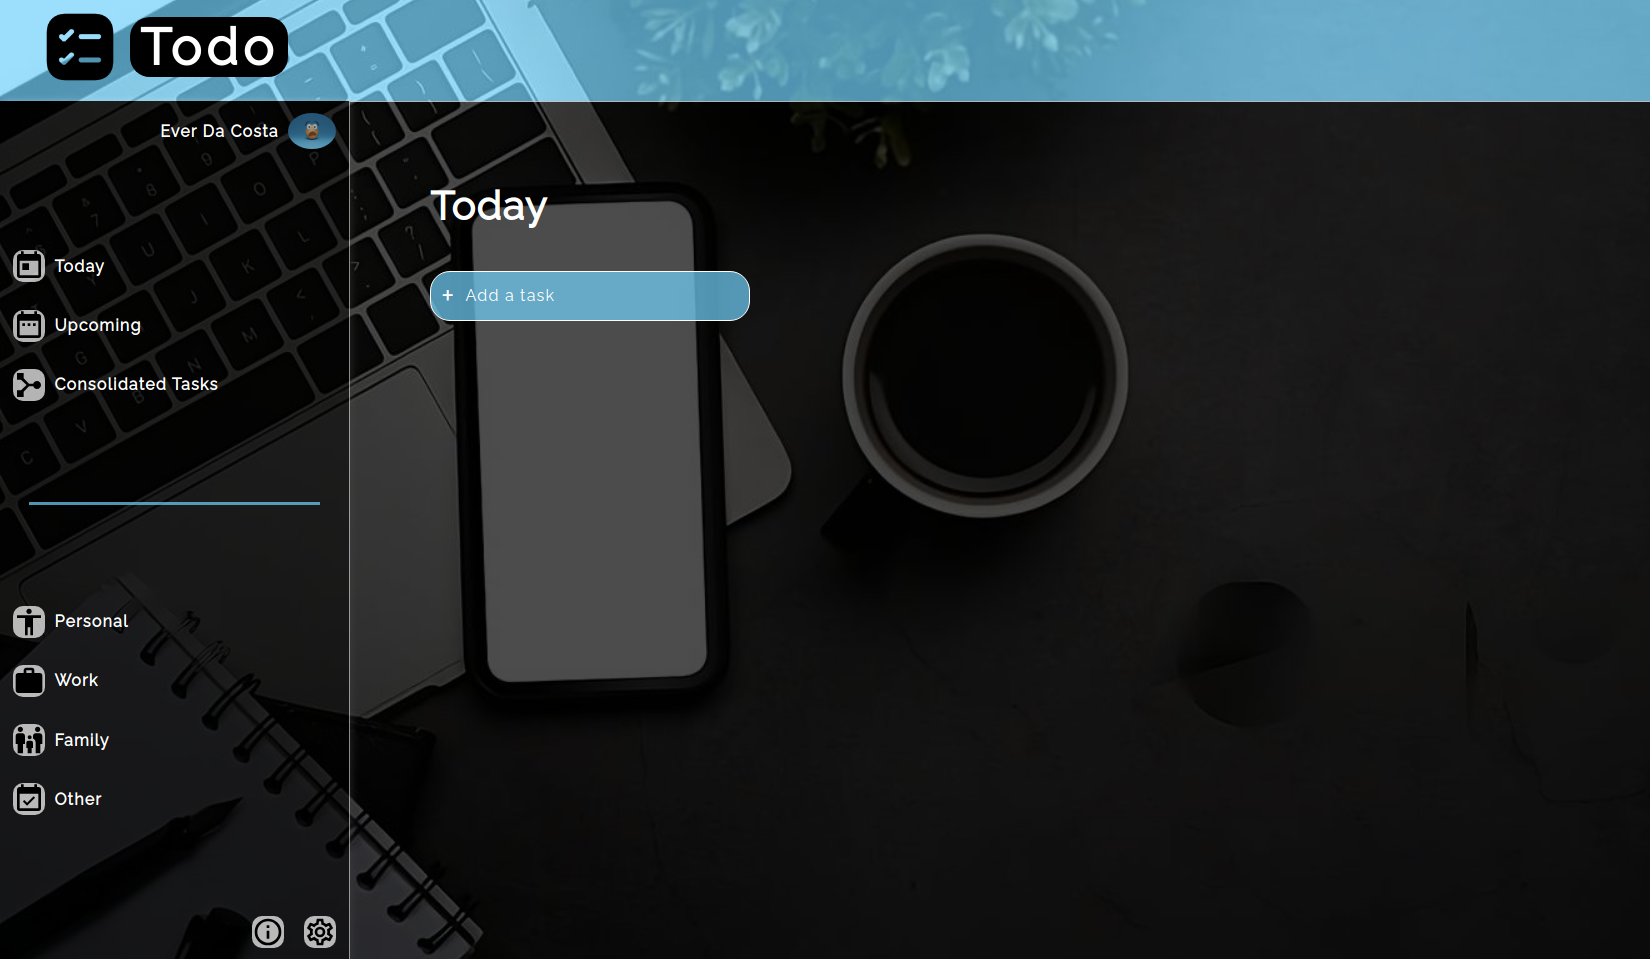 Todo
Ever Da Costa
Today
Today
+ Add a task
Upcoming
Consolidated Tasks
Personal
Work
Family
Other